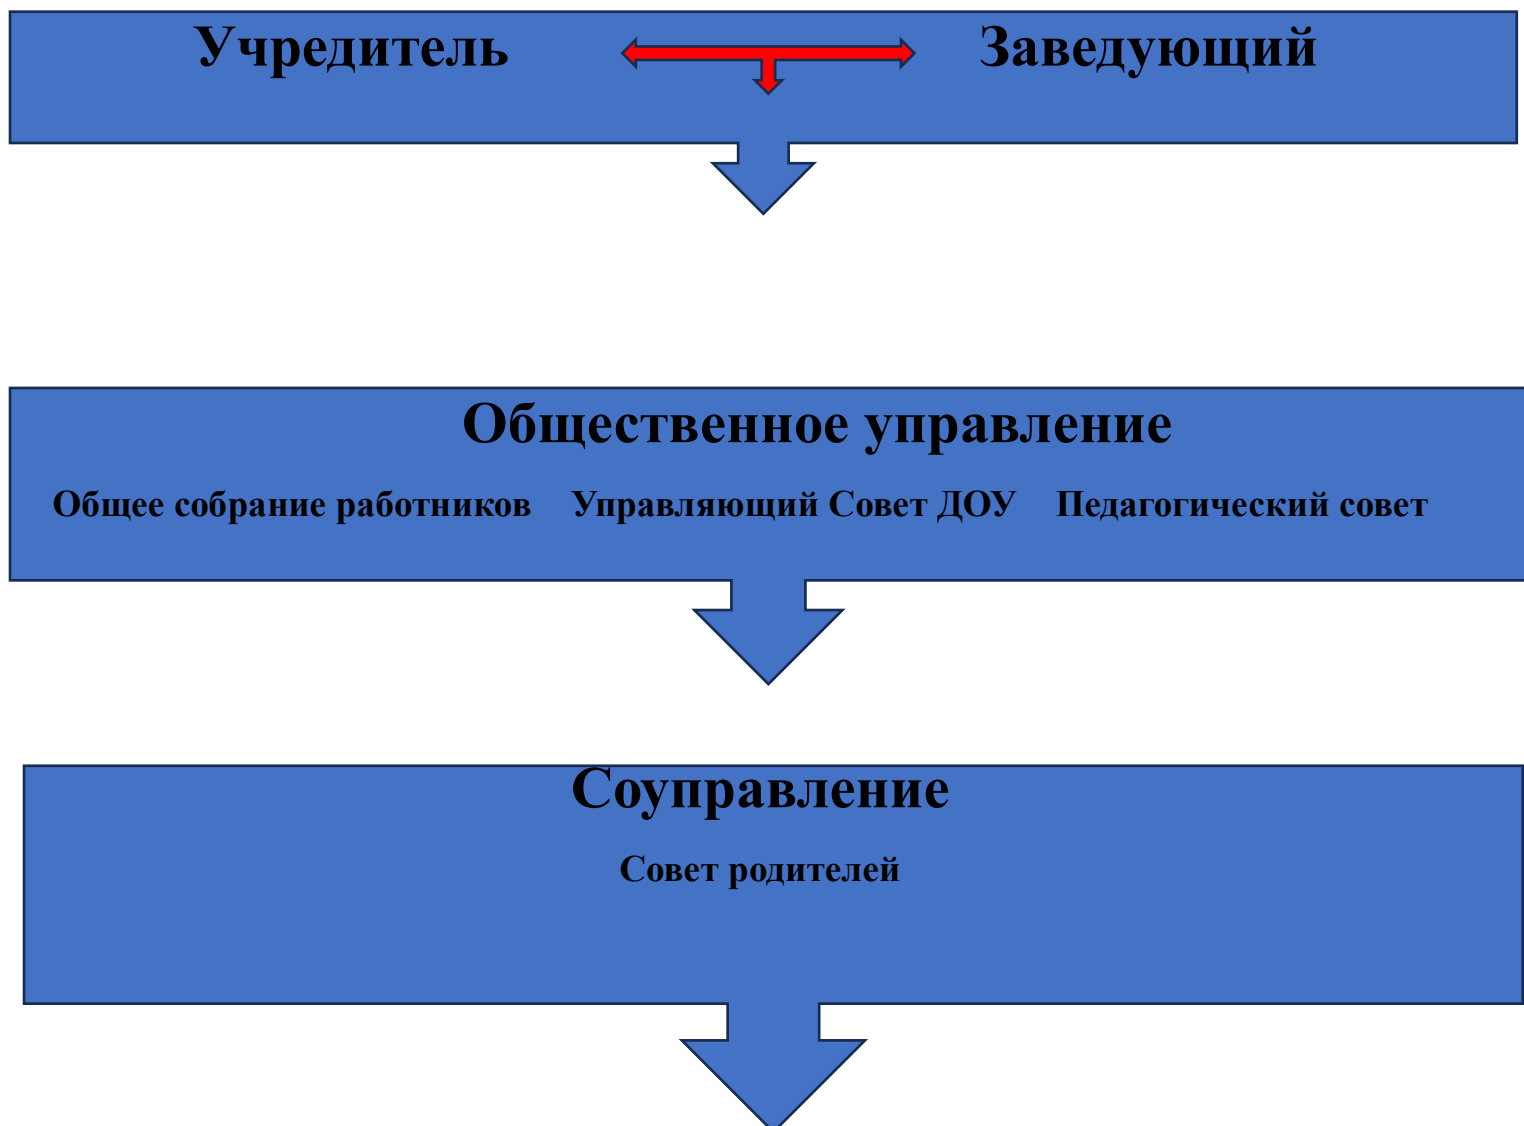 Учредитель Заведующий
Общественное управление
Общее собрание работников Управляющий Совет ДОУ Педагогический совет
Соуправление
Совет родителей